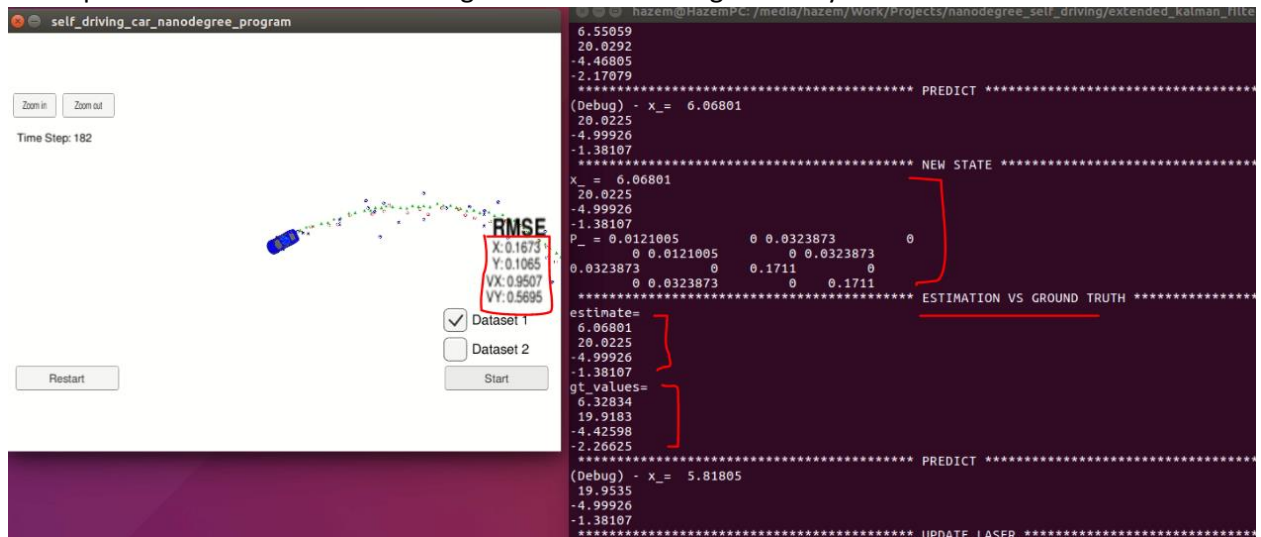 self_driving_car_nanodegree_program
Zoom in Zoom out
Time Step: 182
RMSE
X: 0.1673
Y: 0.1065
VX: 0.9507
VY: 0.5695
Dataset 1
Dataset 2
Restart
Start
hazem@HazemPC: /media/hazem/Work/Projects/nanodegree_self_driving/extended_kalman_filte
6.55059
20.0292
-4.46805
-2.17079
****************************************** PREDICT **********************************
(Debug) - x_= 6.06801
20.0225
-4.99926
-1.38107
****************************************** NEW STATE ********************************
x_ = 6.06801
20.0225
-4.99926
-1.38107
P_ = 0.0121005 0 0.0323873 0
0 0.0121005 0 0.0323873
0.0323873 0 0.1711 0
0 0.0323873 0 0.1711
****************************************** ESTIMATION VS GROUND TRUTH ***************
estimate=
6.06801
20.0225
-4.99926
-1.38107
gt_values=
6.32834
19.9183
-4.42598
-2.26625
****************************************** PREDICT **********************************
(Debug) - x_= 5.81805
19.9535
-4.99926
-1.38107
****************************************** UPDATE LASER *****************************